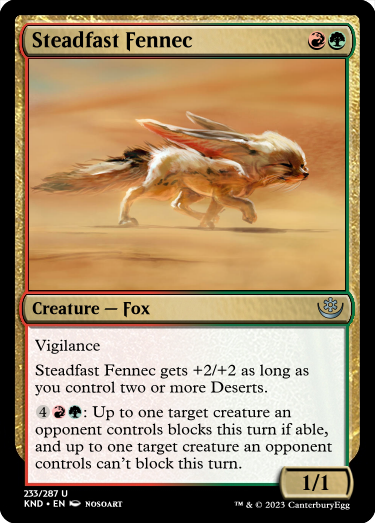 Steadfast Fennec
Creature — Fox
Vigilance
Steadfast Fennec gets +2/+2 as long as
you control two or more Deserts.
4: Up to one target creature an
opponent controls blocks this turn if able,
and up to one target creature an opponent
controls can't block this turn.
1/1
233/287 U
KND • EN NOSOART
™ & © 2023 CanterburyEgg